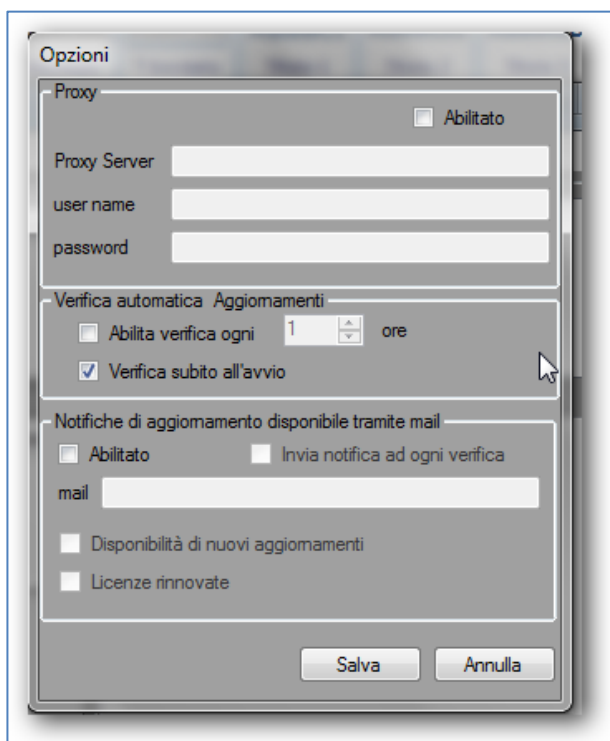 Opzioni
Proxy
Abilitato
Proxy Server
user name
password
Verifica automatica Aggiornamenti
Abilita verifica ogni 1 ore
Verifica subito all'avvio
Notifiche di aggiornamento disponibile tramite mail
Abilitato Invia notifica ad ogni verifica
mail
Disponibilità di nuovi aggiornamenti
Licenze rinnovate
Salva Annulla